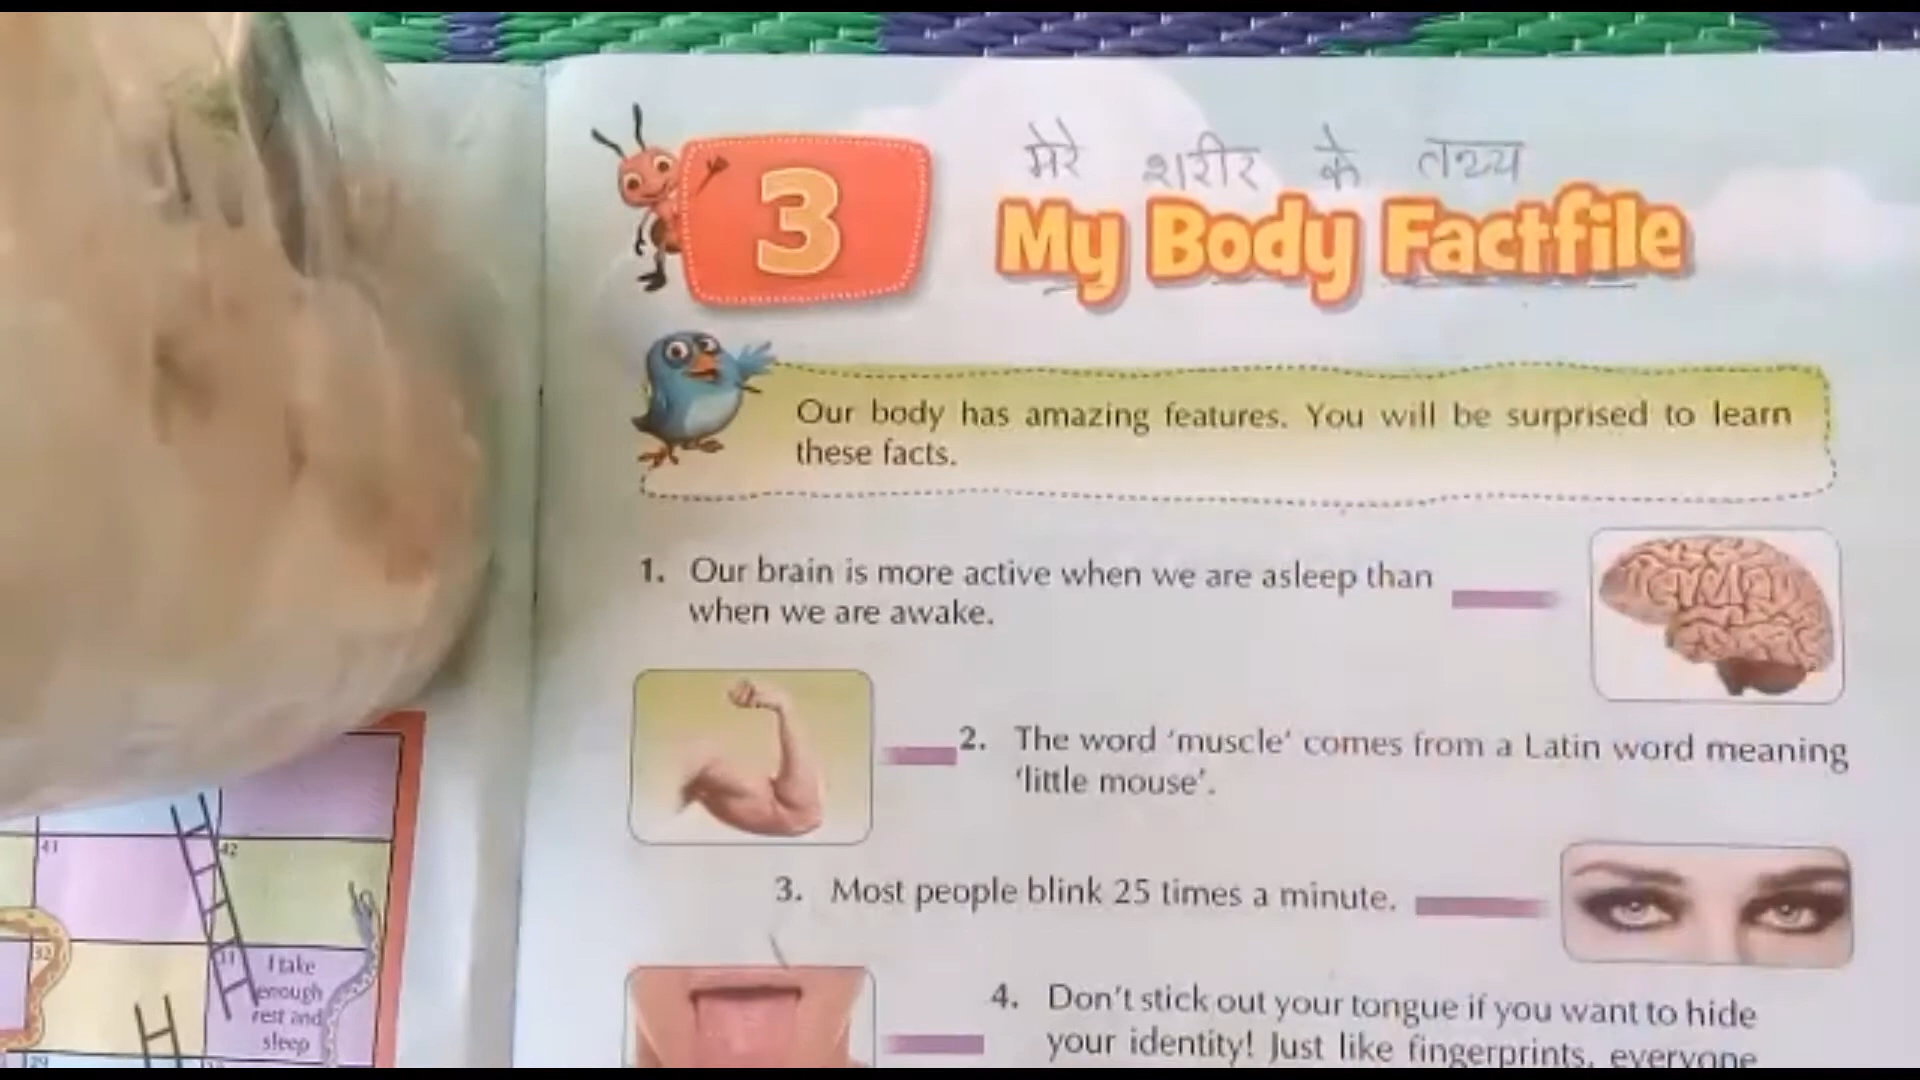 3
मेरे शरीर के तथ्य
My Body Factfile
Our body has amazing features. You will be surprised to learn
these facts.
1. Our brain is more active when we are asleep than
when we are awake.
2. The word ‘muscle’ comes from a Latin word meaning
‘little mouse’.
3. Most people blink 25 times a minute.
4. Don't stick out your tongue if you want to hide
your identity! Just like fingerprints, everyone
41
42
32
I take
enough
rest and
sleep
29